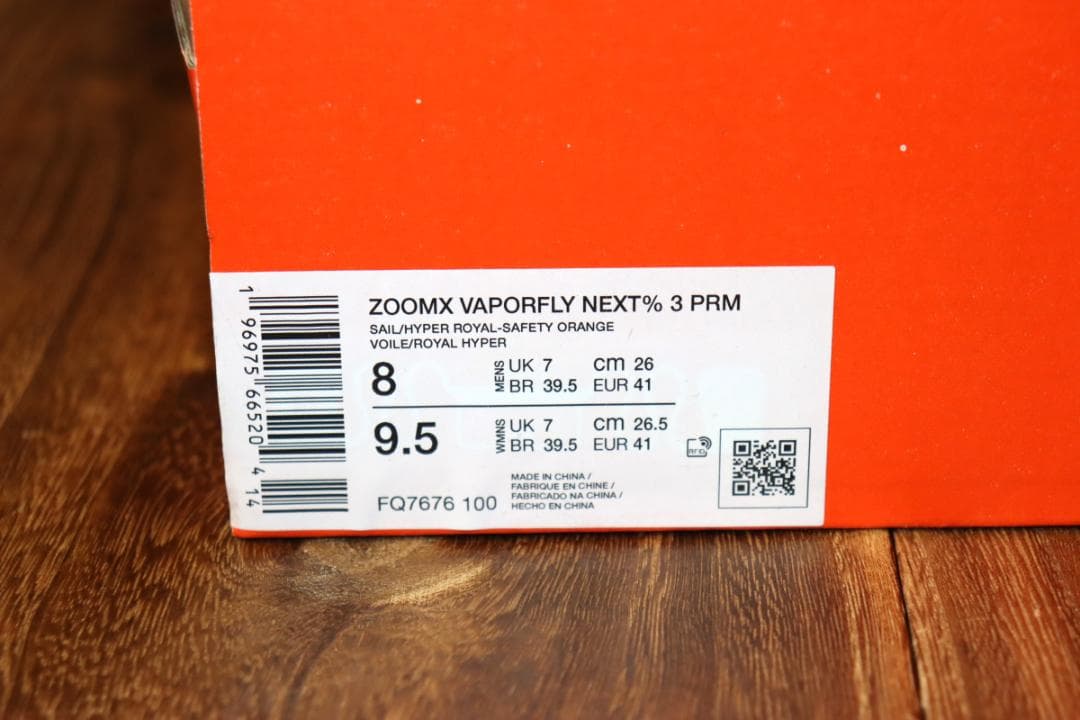 ZOOMX VAPORFLY NEXT% 3 PRM
SAIL/HYPER ROYAL-SAFETY ORANGE
VOILE/ROYAL HYPER
8 MENS UK 7 cm 26
BR 39.5 EUR 41
9.5 WMNS UK 7 cm 26.5
BR 39.5 EUR 41
RFID
MADE IN CHINA /
FABRIQUE EN CHINE /
FABRICADO NA CHINA /
HECHO EN CHINA
FQ7676 100
1 96975 66520 4 14